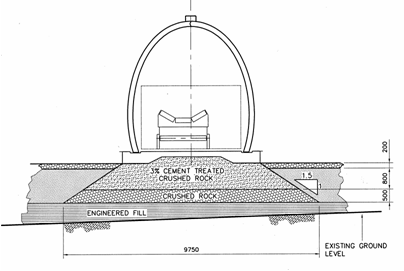 200
3% CEMENT TREATED
CRUSHED ROCK
1.5
1
800
CRUSHED ROCK
500
ENGINEERED FILL
EXISTING GROUND
LEVEL
9750